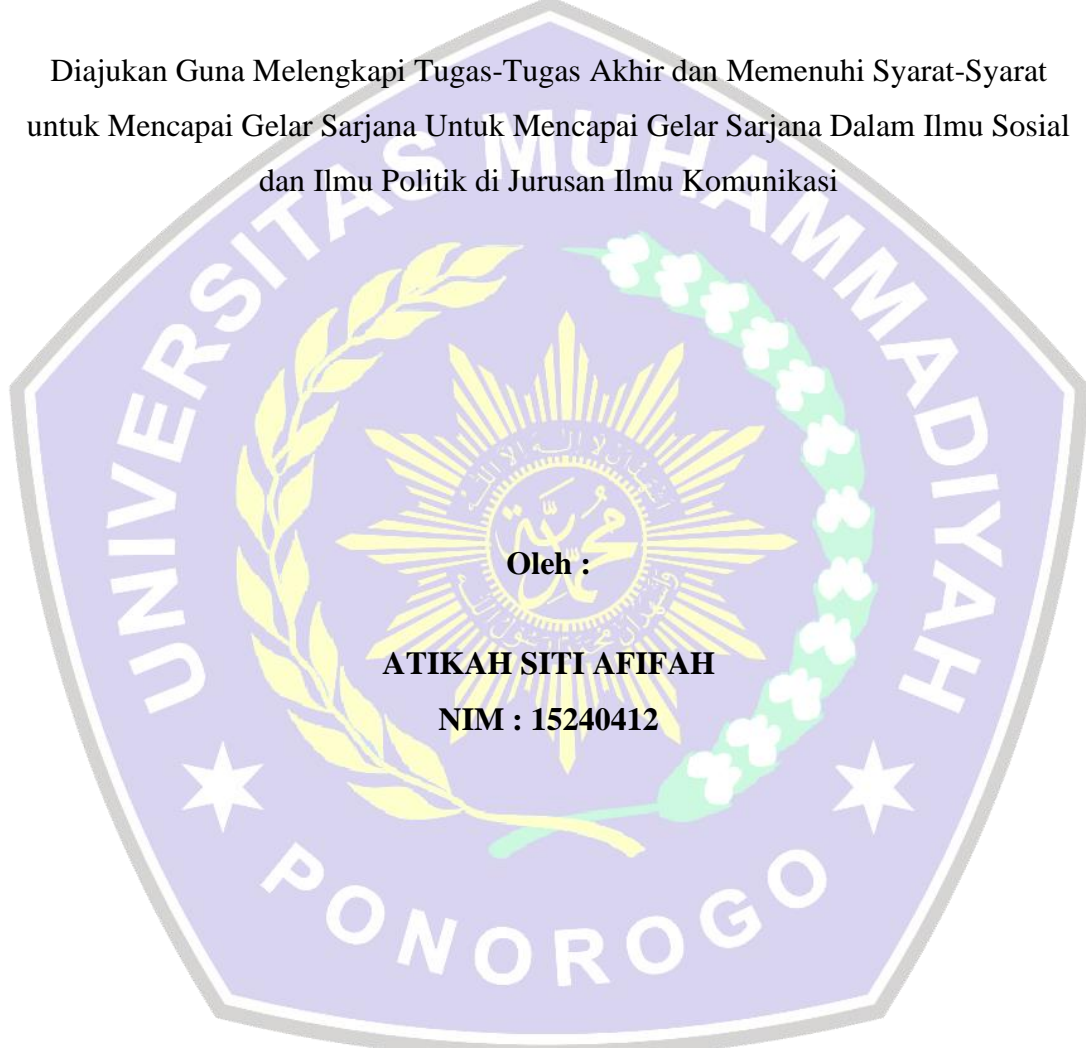 Diajukan Guna Melengkapi Tugas-Tugas Akhir dan Memenuhi Syarat-Syarat
untuk Mencapai Gelar Sarjana Untuk Mencapai Gelar Sarjana Dalam Ilmu Sosial
dan Ilmu Politik di Jurusan Ilmu Komunikasi
UNIVERSITAS MUHAMMADIYAH
Oleh :
ATIKAH SITI AFIFAH
NIM : 15240412
PONOROGO